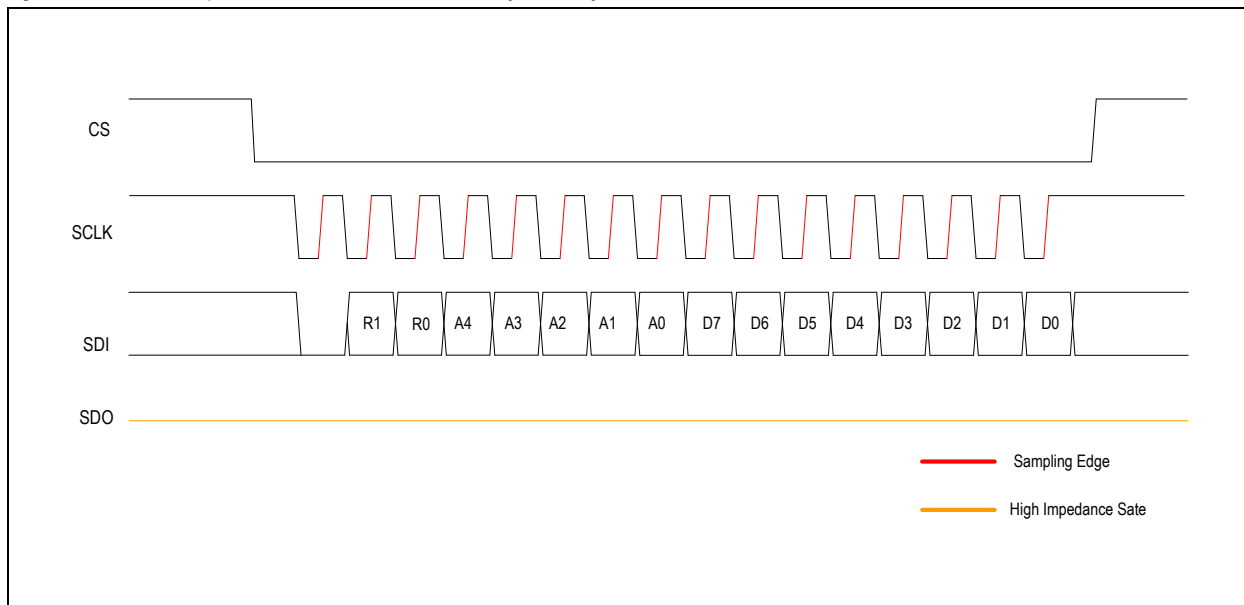 CS
SCLK
SDI
R1 R0 A4 A3 A2 A1 A0 D7 D6 D5 D4 D3 D2 D1 D0
SDO
Sampling Edge
High Impedance Sate